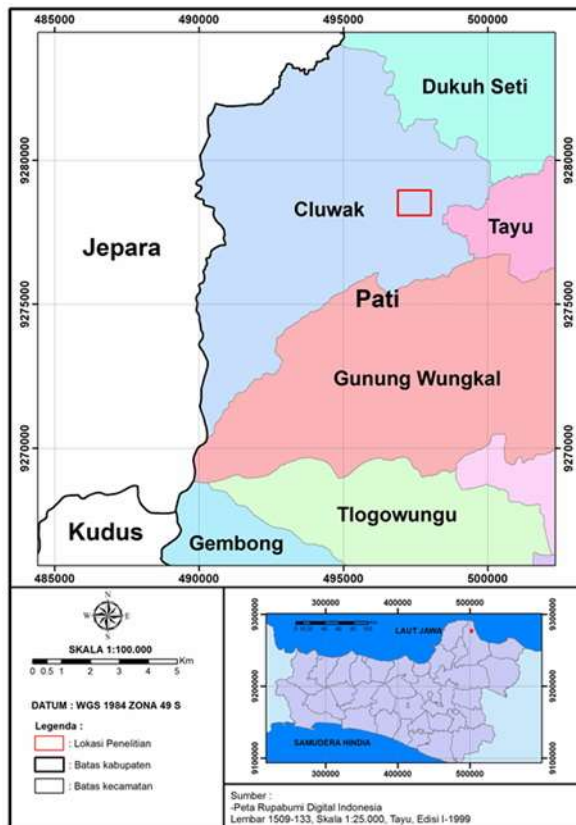 485000 490000 495000 500000
Dukuh Seti
9280000 9280000
Cluwak
Tayu
Jepara
Pati
9275000 9275000
Gunung Wungkal
9270000 9270000
Tlogowungu
Kudus
Gembong
485000 490000 495000 500000
N
W E
S
SKALA 1:100.000
0 0.5 1 2 3 4 5 Km
DATUM : WGS 1984 ZONA 49 S
Legenda :
: Lokasi Penelitian
: Batas kabupaten
: Batas kecamatan
300000 400000 500000
9300000 9300000
LAUT JAWA
9200000 9200000
SAMUDERA HINDIA
9100000 9100000
300000 400000 500000
Sumber :
-Peta Rupabumi Digital Indonesia
Lembar 1509-133, Skala 1:25.000, Tayu, Edisi I-1999